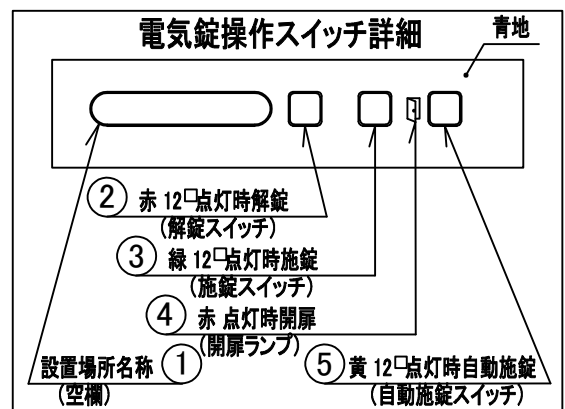 電気錠操作スイッチ詳細
青地
② 赤 12□点灯時解錠
(解錠スイッチ)
③ 緑 12□点灯時施錠
(施錠スイッチ)
④ 赤 点灯時開扉
(開扉ランプ)
設置場所名称 ①
(空欄)
⑤ 黄 12□点灯時自動施錠
(自動施錠スイッチ)